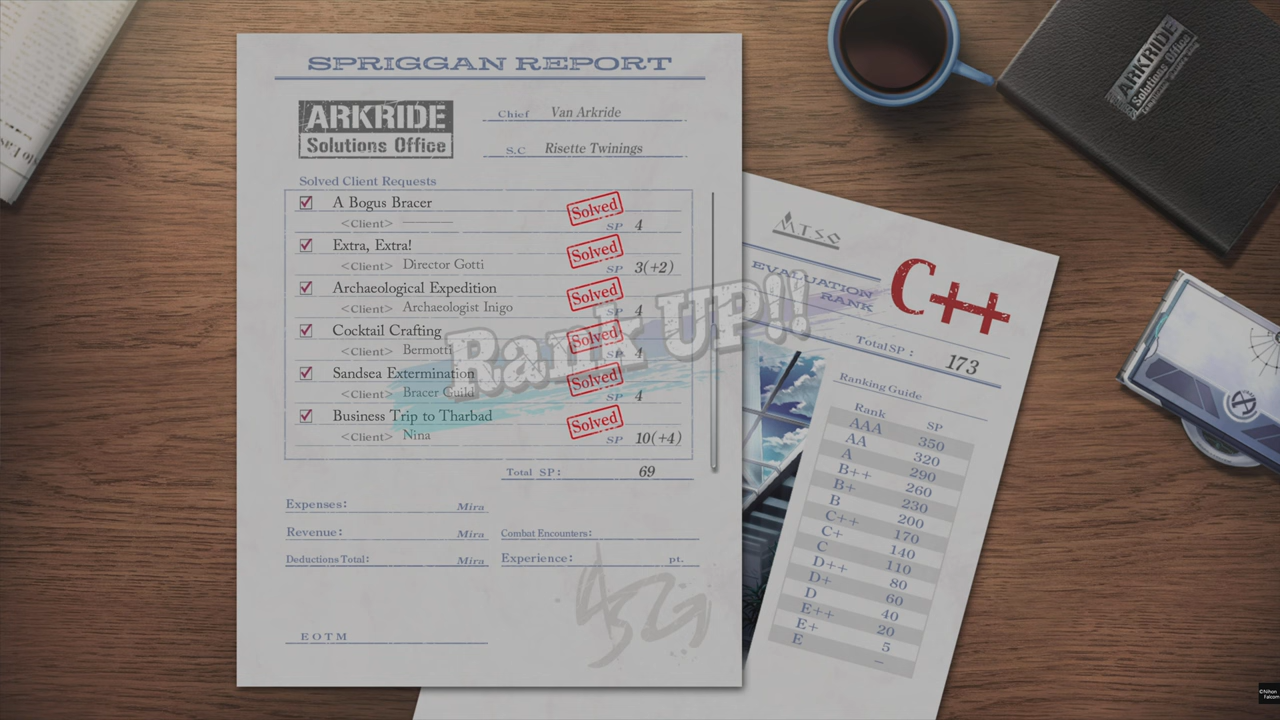 SPRIGGAN REPORT
ARKRIDE
Solutions Office
Chief Van Arkride
S.C Risette Twinings
Solved Client Requests
A Bogus Bracer
Solved
<Client> ————
SP 4
Extra, Extra!
Solved
<Client> Director Gotti
SP 3(+2)
Archaeological Expedition
Solved
<Client> Archaeologist Inigo
SP 4
Cocktail Crafting
Solved
<Client> Bermotti
SP 4
Sandsea Extermination
Solved
<Client> Bracer Guild
SP 4
Business Trip to Tharbad
Solved
<Client> Nina
SP 10(+4)
Total SP: 69
Rank UP!!
Expenses: Mira
Revenue: Mira
Combat Encounters:
Deductions Total: Mira
Experience: pt.
EOTM
MTSC
EVALUATION
RANK
C++
Total SP: 173
Ranking Guide
Rank SP
AAA 350
AA 320
A 290
B++ 260
B+ 230
B 200
C++ 170
C+ 140
C 110
D++ 80
D+ 60
D 40
E++ 20
E+ 5
E –
ARKRIDE
Solutions Office
©Nihon
Falcom